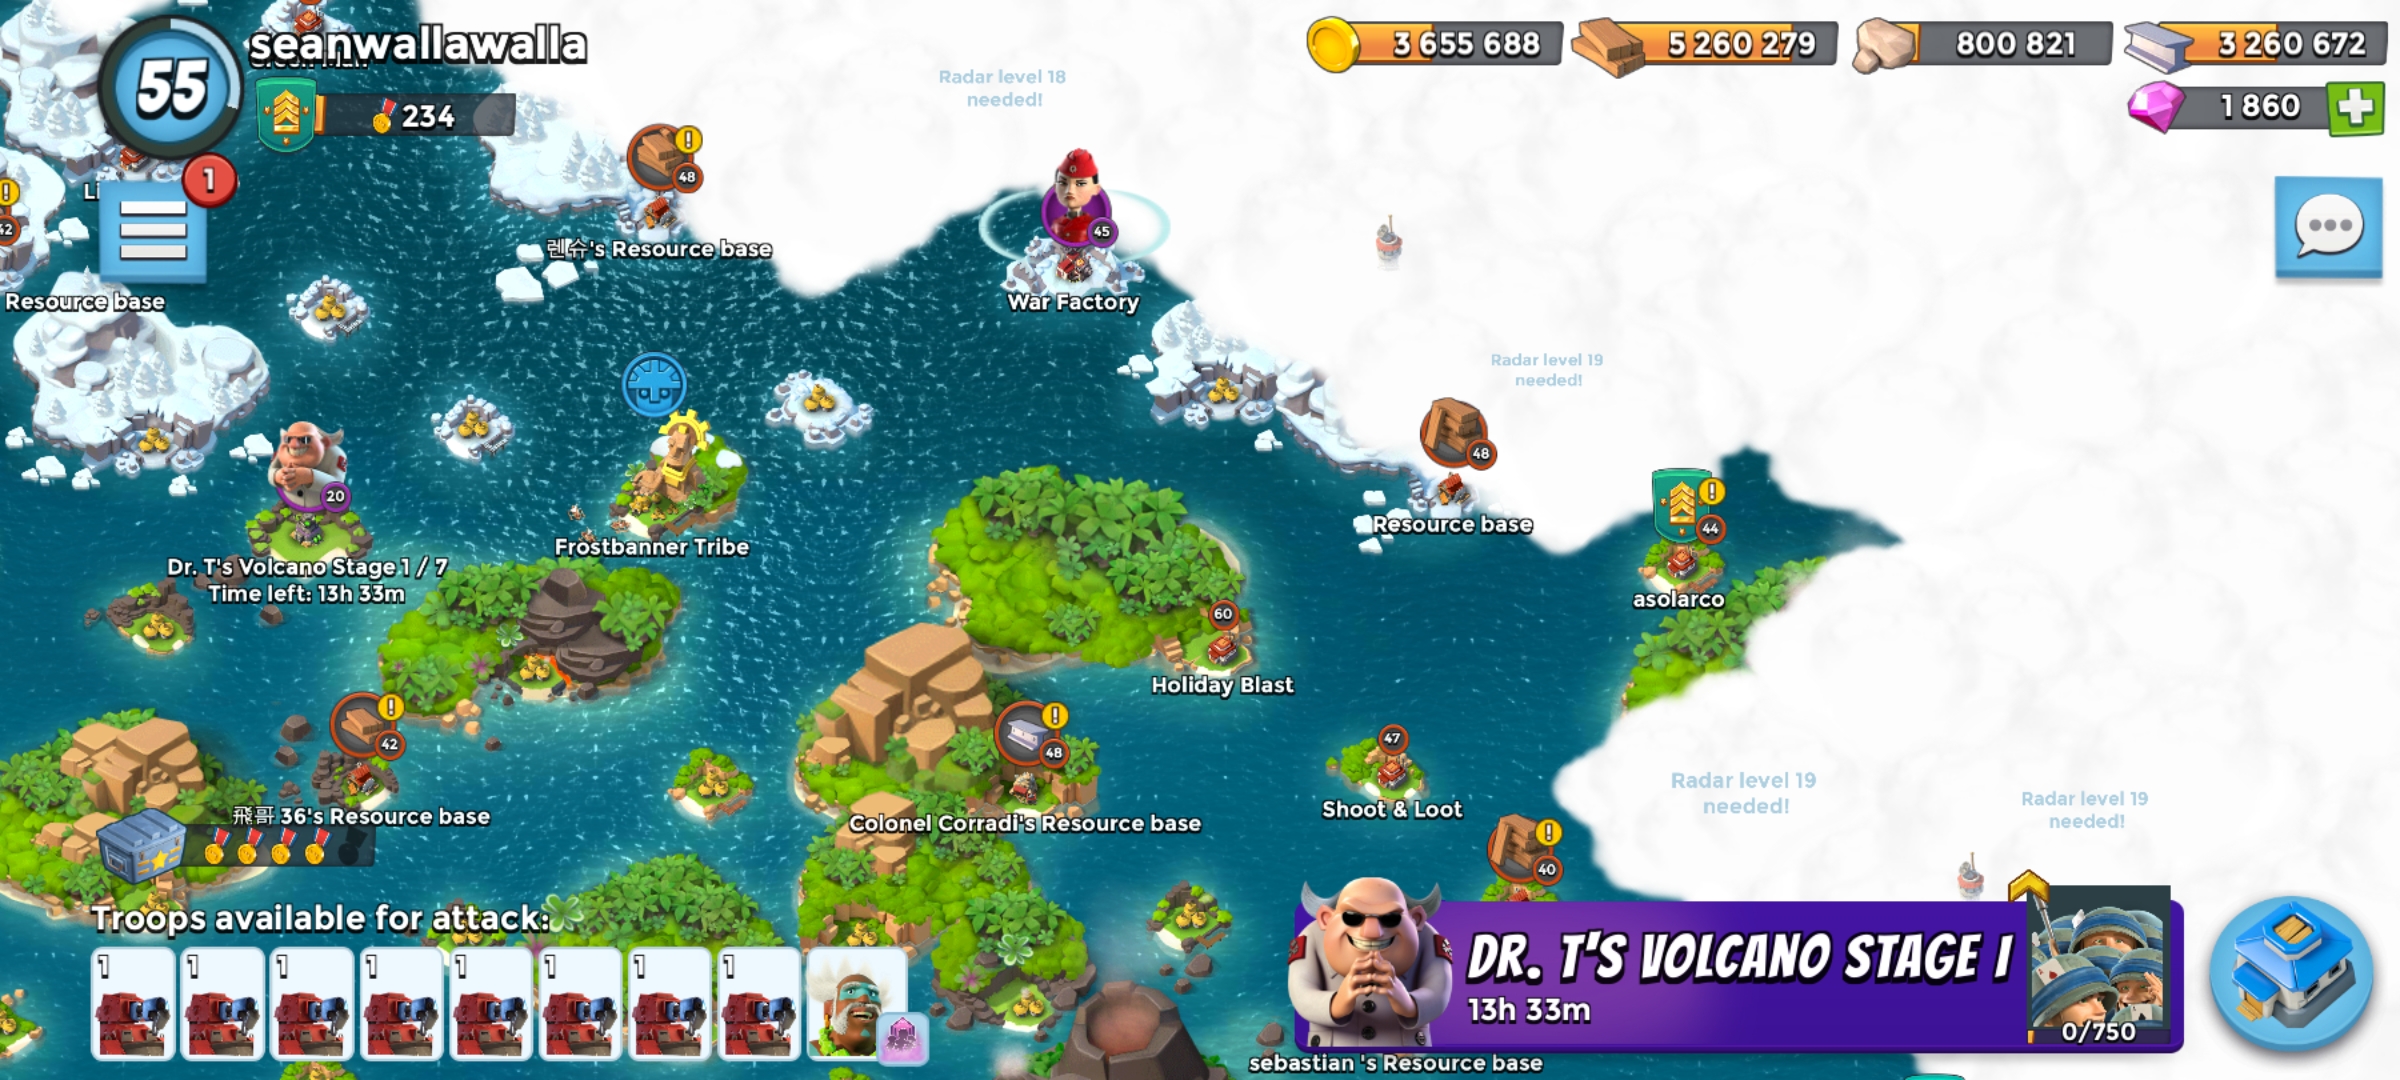 seanwallawalla
55
234
1
3 655 688
5 260 279
800 821
3 260 672
1 860
Radar level 18
needed!
48
렌슈's Resource base
45
War Factory
42
Resource base
Radar level 19
needed!
48
Resource base
20
Dr. T's Volcano Stage 1 / 7
Time left: 13h 33m
Frostbanner Tribe
44
asolarco
60
Holiday Blast
42
飛哥 36's Resource base
48
Colonel Corradi's Resource base
47
Shoot & Loot
40
Radar level 19
needed!
Radar level 19
needed!
Troops available for attack:
1
1
1
1
1
1
1
1
DR. T'S VOLCANO STAGE 1
13h 33m
0/750
sebastian 's Resource base